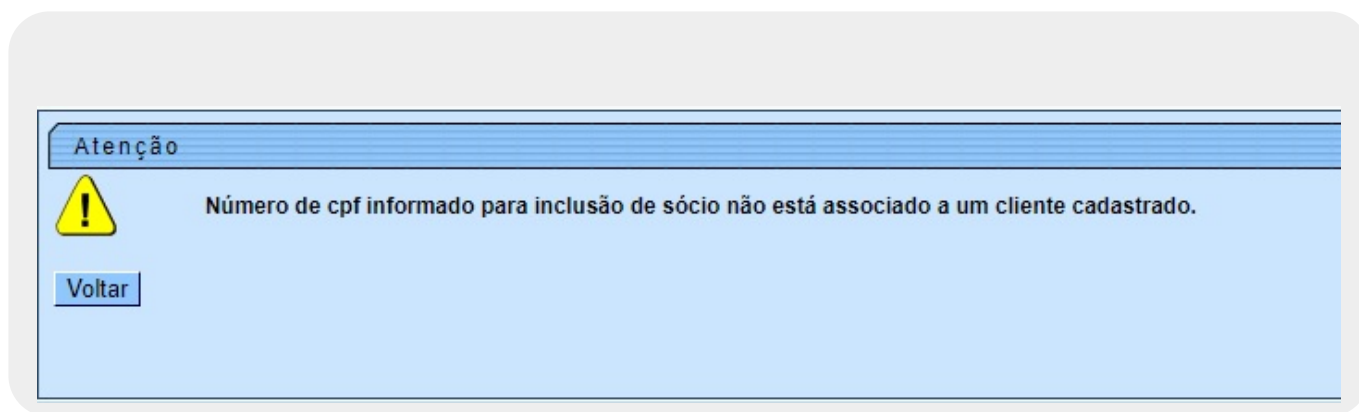 Atenção
Número de cpf informado para inclusão de sócio não está associado a um cliente cadastrado.
Voltar